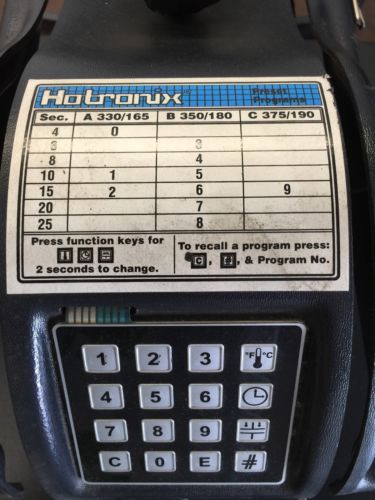 Hotronix
Preset
Programs
Sec. A 330/165 B 350/180 C 375/190
4 0
6 3
8 4
10 1 5
15 2 6 9
20 7
25 8
Press function keys for
2 seconds to change.
To recall a program press:
C, , & Program No.
1 2 3 °F °C
4 5 6
7 8 9
C 0 E #